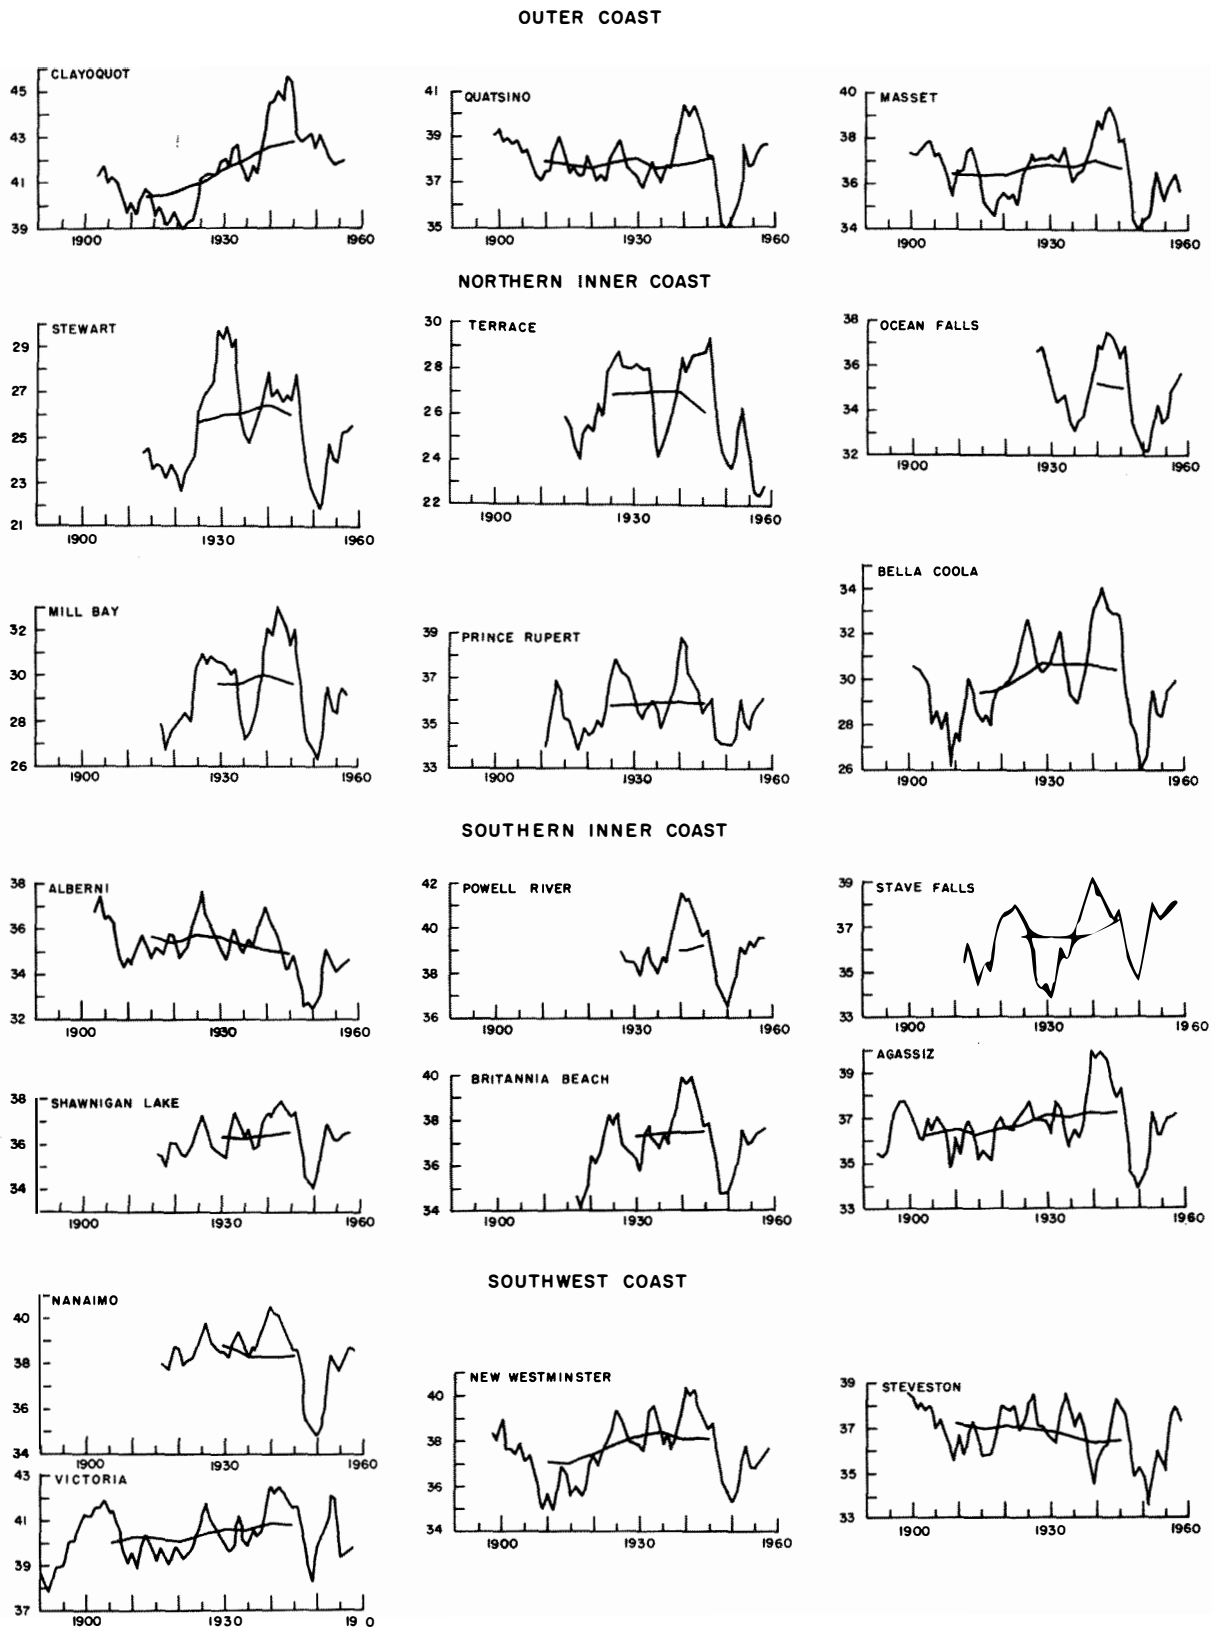 OUTER COAST
CLAYOQUOT
45
43
41
39
1900 1930 1960
QUATSINO
41
39
37
35
1900 1930 1960
MASSET
40
38
36
34
1900 1930 1960
NORTHERN INNER COAST
STEWART
29
27
25
23
21
1900 1930 1960
TERRACE
30
28
26
24
22
1900 1930 1960
OCEAN FALLS
38
35
34
32
1900 1930 1960
MILL BAY
32
30
28
26
1900 1930 1960
PRINCE RUPERT
39
37
35
33
1900 1930 1960
BELLA COOLA
34
32
30
28
26
1900 1930 1960
SOUTHERN INNER COAST
ALBERNI
38
36
34
32
1900 1930 1960
POWELL RIVER
42
40
38
36
1900 1930 1960
STAVE FALLS
39
37
35
33
1900 1930 1960
SHAWNIGAN LAKE
38
36
34
1900 1930 1960
BRITANNIA BEACH
40
38
36
34
1900 1930 1960
AGASSIZ
39
37
35
33
1900 1930 1960
SOUTHWEST COAST
NANAIMO
40
38
36
34
1900 1930 1960
NEW WESTMINSTER
40
38
36
34
1900 1930 1960
STEVESTON
39
37
35
33
1900 1930 1960
VICTORIA
43
41
39
37
1900 1930 19 0